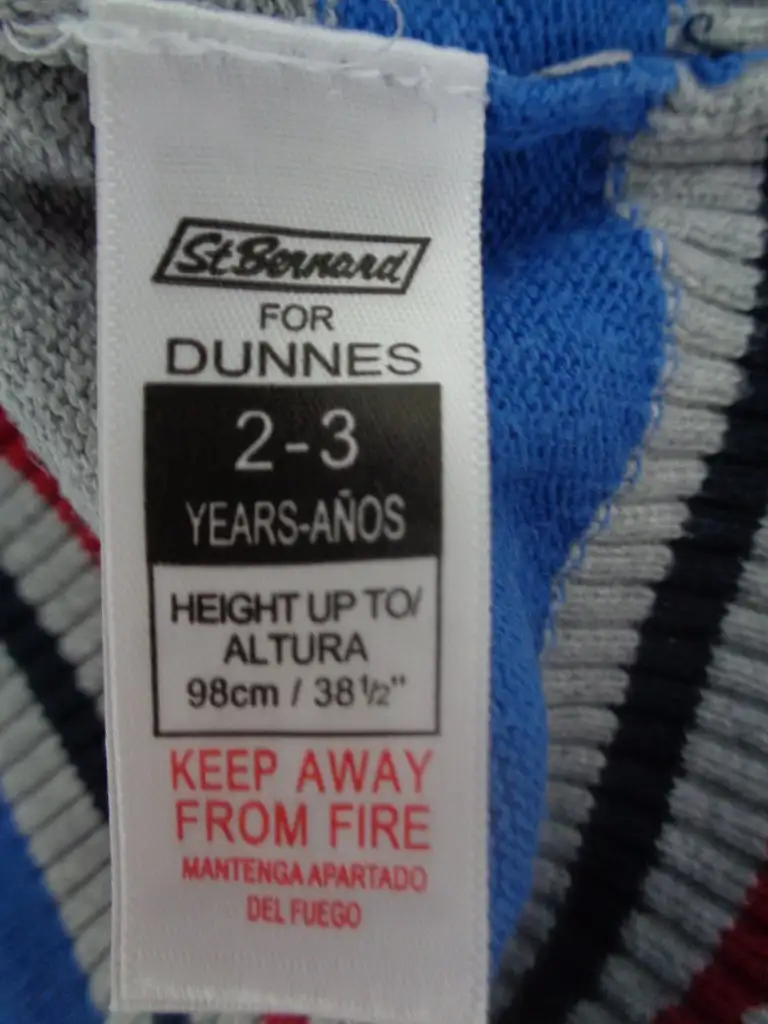 St Bernard
FOR
DUNNES
2-3
YEARS-AÑOS
HEIGHT UP TO/
ALTURA
98cm / 38½"
KEEP AWAY
FROM FIRE
MANTENGA APARTADO
DEL FUEGO